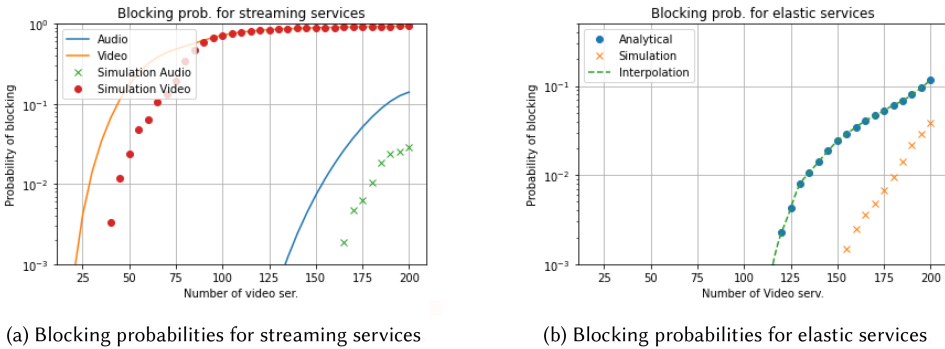 Blocking prob. for streaming services
Probability of blocking
10⁰
10⁻¹
10⁻²
10⁻³
Audio
Video
Simulation Audio
Simulation Video
25 50 75 100 125 150 175 200
Number of video ser.
(a) Blocking probabilities for streaming services
Blocking prob. for elastic services
Probability of blocking
10⁻¹
10⁻²
10⁻³
Analytical
Simulation
Interpolation
25 50 75 100 125 150 175 200
Number of Video serv.
(b) Blocking probabilities for elastic services